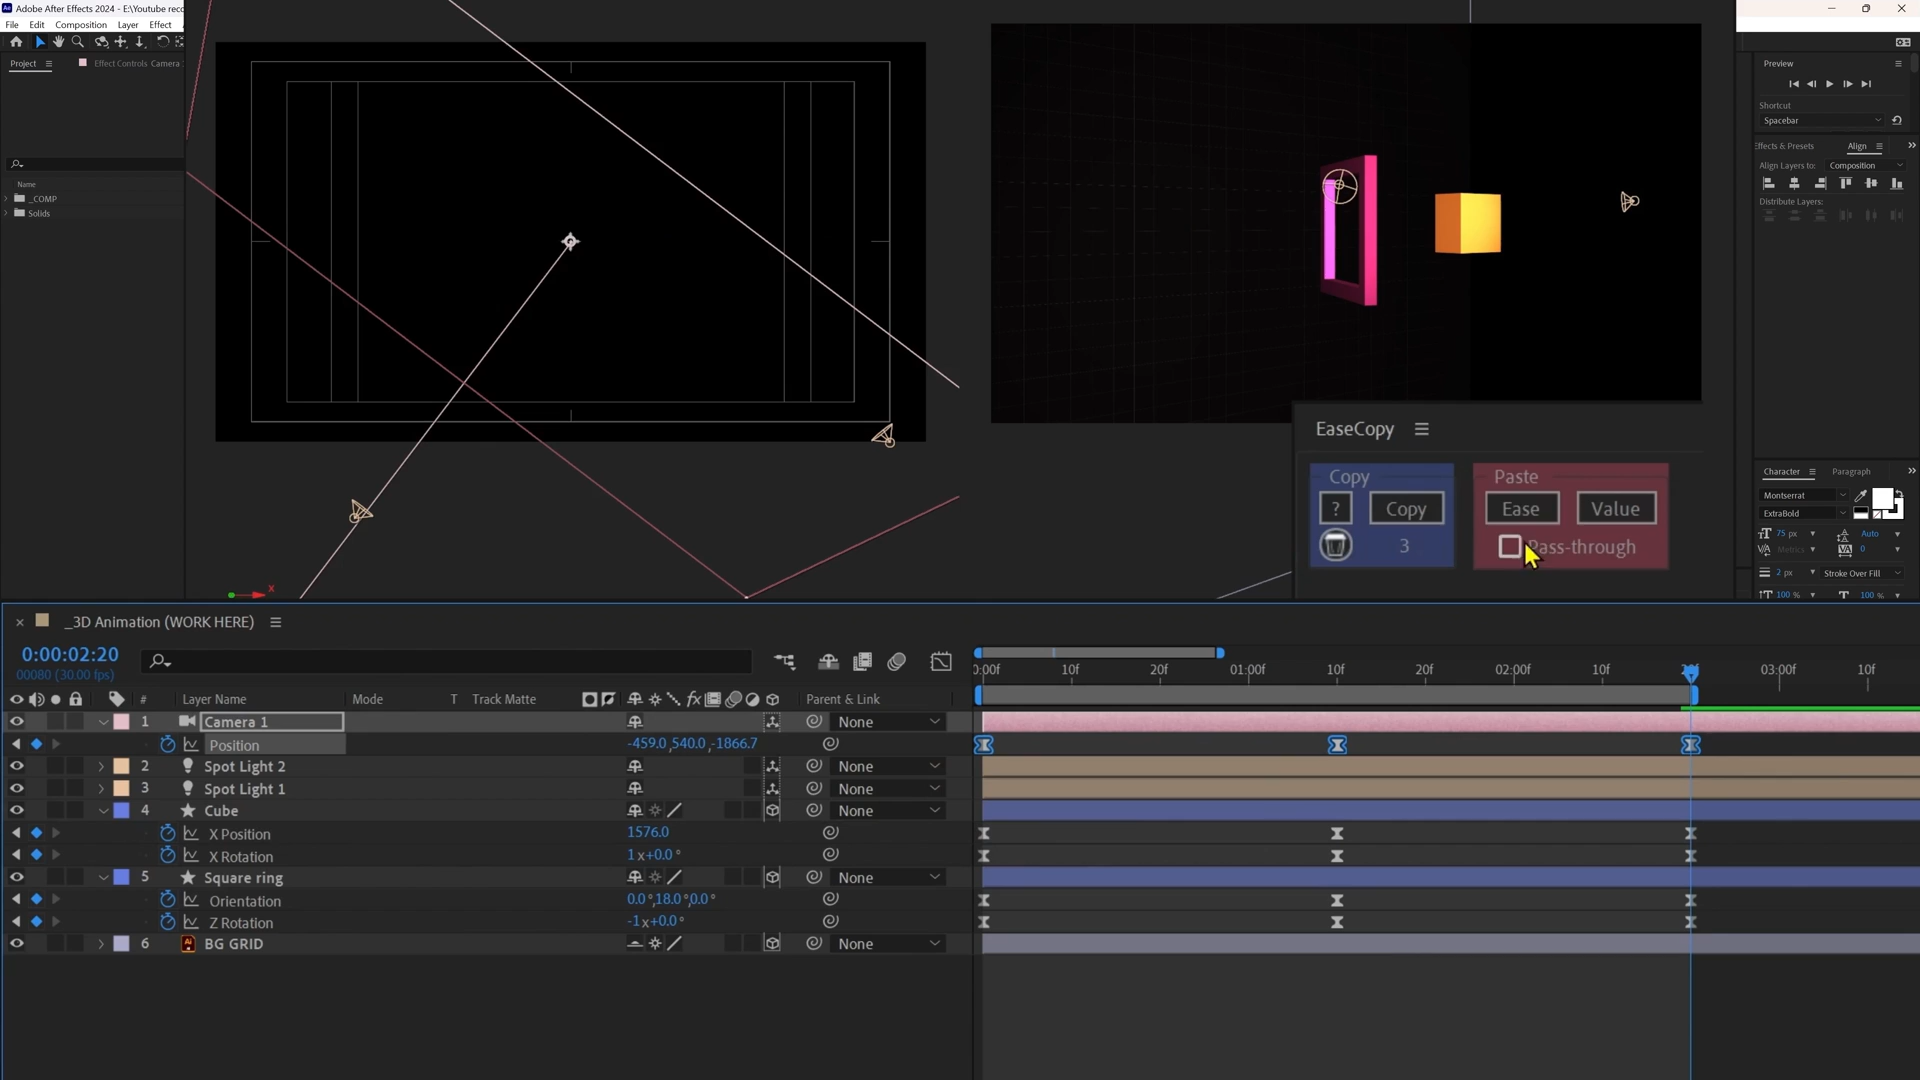 Adobe After Effects 2024 - E:\Youtube reco
File Edit Composition Layer Effect
Project
Effect Controls Camera
Name
_COMP
Solids
x
EaseCopy
Copy
? Copy
3
Paste
Ease Value
Pass-through
Preview
Shortcut
Spacebar
Effects & Presets Align
Align Layers to: Composition
Distribute Layers:
Character Paragraph
Montserrat
ExtraBold
75 px Auto
Metrics 0
2 px Stroke Over Fill
100 % 100 %
_3D Animation (WORK HERE)
0:00:02:20
00080 (30.00 fps)
0:00f 10f 20f 01:00f 10f 20f 02:00f 10f 20f 03:00f 10f
# Layer Name Mode T Track Matte fx Parent & Link
1 Camera 1 None
Position -459.0,540.0,-1866.7
2 Spot Light 2 None
3 Spot Light 1 None
4 Cube None
X Position 1576.0
X Rotation 1x+0.0°
5 Square ring None
Orientation 0.0°,18.0°,0.0°
Z Rotation -1x+0.0°
6 Ai BG GRID None